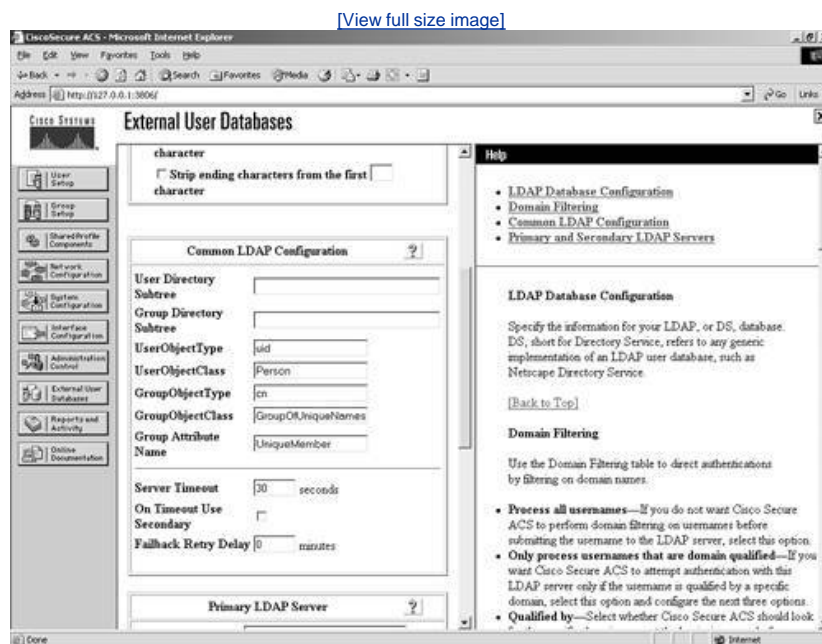 [View full size image]
CiscoSecure ACS - Microsoft Internet Explorer
File Edit View Favorites Tools Help
Back Search Favorites Media
Address http://127.0.0.1:3806/ Go Links
CISCO SYSTEMS
External User Databases
User Setup
Group Setup
Shared Profile Components
Network Configuration
System Configuration
Interface Configuration
Administration Control
External User Databases
Reports and Activity
Online Documentation
character
Strip ending characters from the first
character
Common LDAP Configuration ?
User Directory
Subtree
Group Directory
Subtree
UserObjectType uid
UserObjectClass Person
GroupObjectType cn
GroupObjectClass GroupOfUniqueNames
Group Attribute
Name UniqueMember
Server Timeout 30 seconds
On Timeout Use
Secondary
Failback Retry Delay 0 minutes
Primary LDAP Server ?
Help
• LDAP Database Configuration
• Domain Filtering
• Common LDAP Configuration
• Primary and Secondary LDAP Servers
LDAP Database Configuration
Specify the information for your LDAP, or DS, database.
DS, short for Directory Service, refers to any generic
implementation of an LDAP user database, such as
Netscape Directory Service.
[Back to Top]
Domain Filtering
Use the Domain Filtering table to direct authentications
by filtering on domain names.
• Process all usernames—If you do not want Cisco Secure
ACS to perform domain filtering on usernames before
submitting the username to the LDAP server, select this option.
• Only process usernames that are domain qualified—If you
want Cisco Secure ACS to attempt authentication with this
LDAP server only if the username is qualified by a specific
domain, select this option and configure the next three options.
• Qualified by—Select whether Cisco Secure ACS should look
Done
Internet